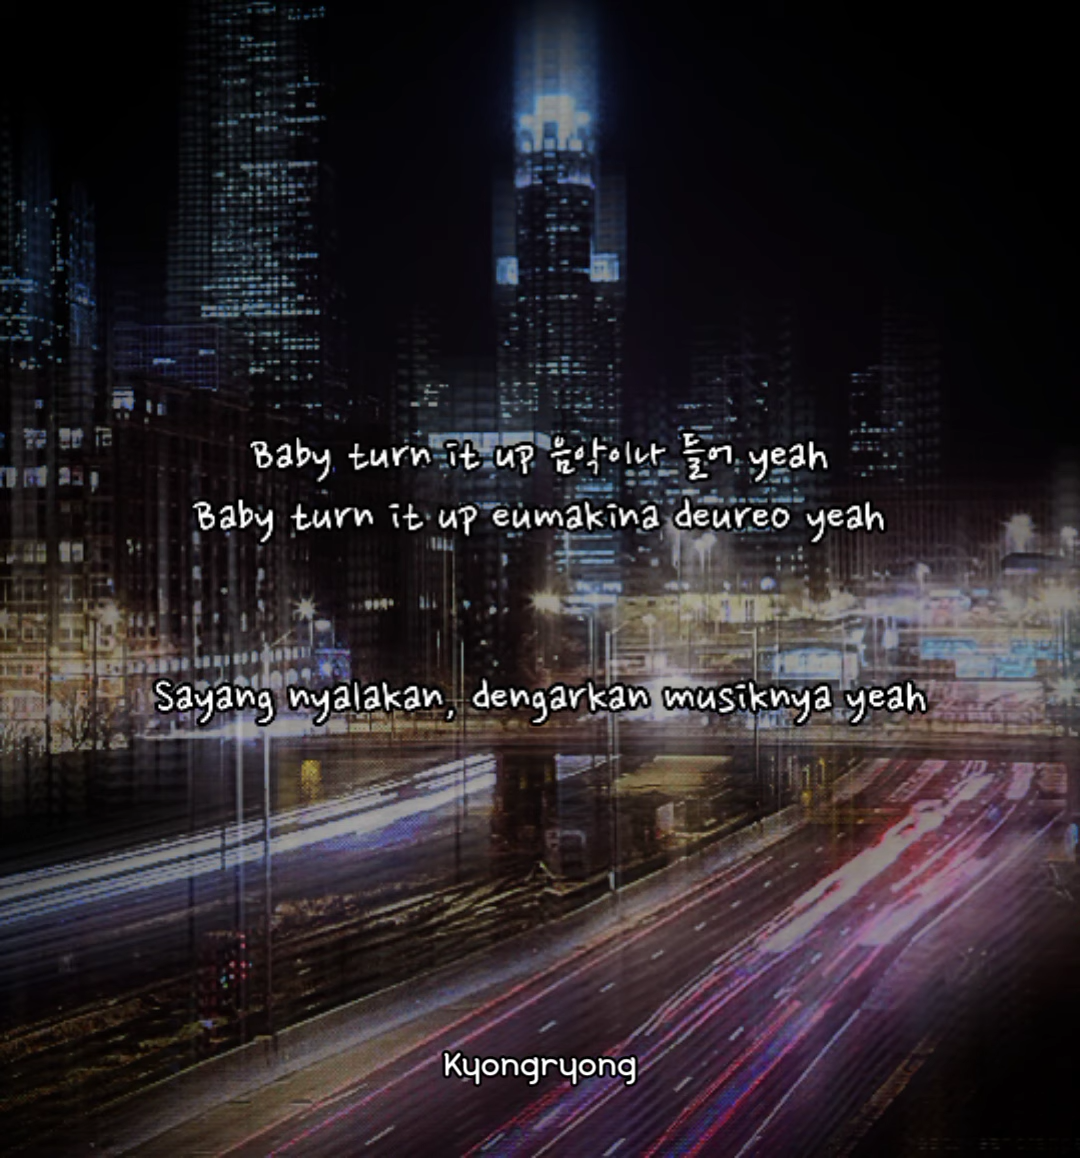 Baby turn it up 음악이나 들어 yeah
Baby turn it up eumakina deureo yeah
Sayang nyalakan, dengarkan musiknya yeah
Kyongryong